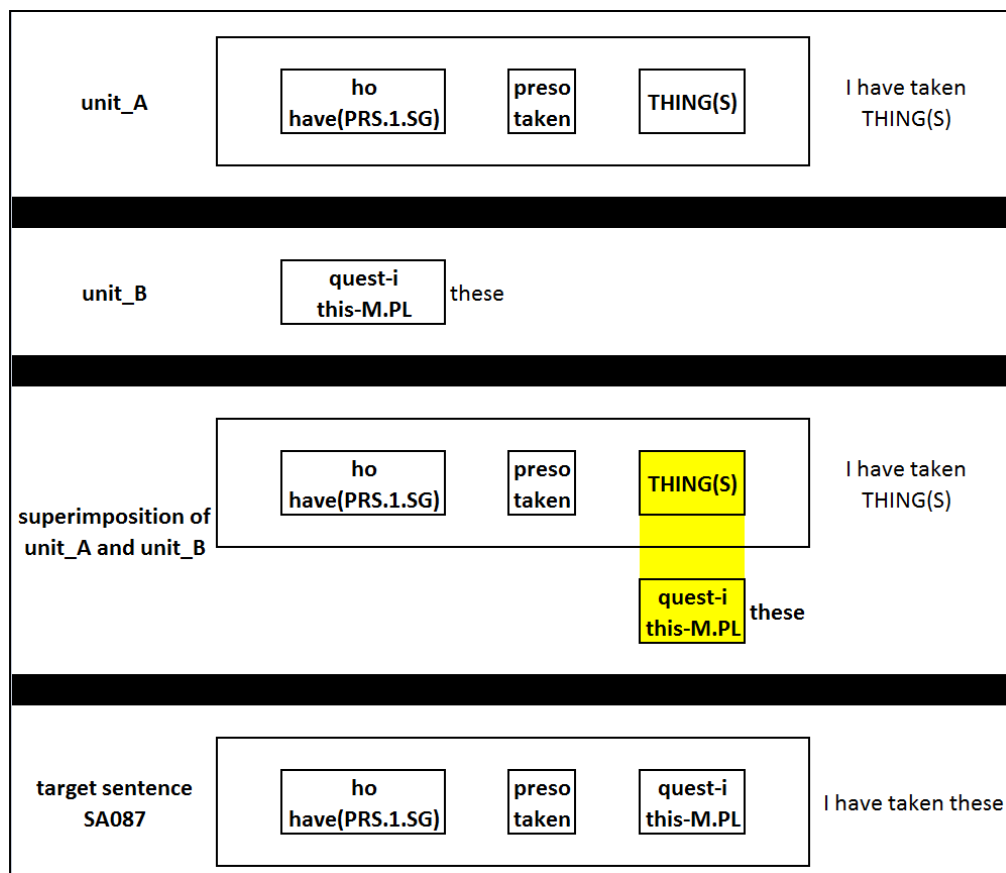 unit_A
ho
have(PRS.1.SG)
preso
taken
THING(S)
I have taken
THING(S)
unit_B
quest-i
this-M.PL
these
superimposition of
unit_A and unit_B
ho
have(PRS.1.SG)
preso
taken
THING(S)
I have taken
THING(S)
quest-i
this-M.PL
these
target sentence
SA087
ho
have(PRS.1.SG)
preso
taken
quest-i
this-M.PL
I have taken these